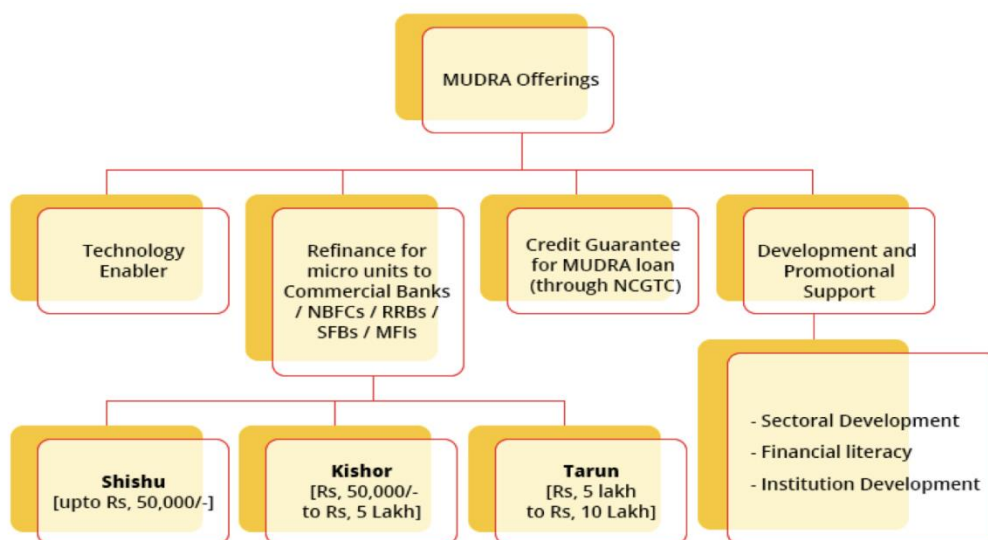 MUDRA Offerings
Technology
Enabler
Refinance for
micro units to
Commercial Banks
/ NBFCs / RRBs /
SFBs / MFIs
Credit Guarantee
for MUDRA loan
(through NCGTC)
Development and
Promotional
Support
Shishu
[upto Rs, 50,000/-]
Kishor
[Rs, 50,000/-
to Rs, 5 Lakh]
Tarun
[Rs, 5 lakh
to Rs, 10 Lakh]
- Sectoral Development
- Financial literacy
- Institution Development